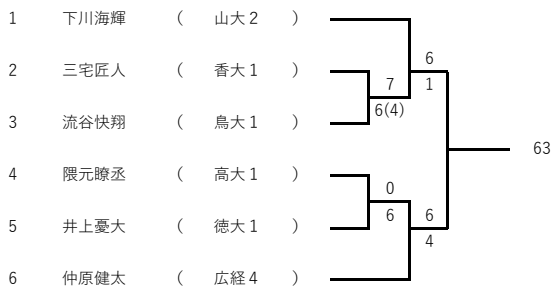 1 下川海輝 ( 山大2 )
6
2 三宅匠人 ( 香大1 )
7 1
6(4)
3 流谷快翔 ( 鳥大1 )
63
4 隈元瞭丞 ( 高大1 )
0
6 6
5 井上憂大 ( 徳大1 )
4
6 仲原健太 ( 広経4 )